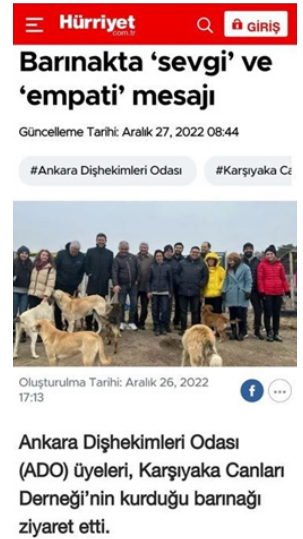 Hürriyet
.com.tr
GİRİŞ
Barınakta ‘sevgi’ ve
‘empati’ mesajı
Güncelleme Tarihi: Aralık 27, 2022 08:44
#Ankara Dişhekimleri Odası
#Karşıyaka Ca
Oluşturulma Tarihi: Aralık 26, 2022
17:13
Ankara Dişhekimleri Odası
(ADO) üyeleri, Karşıyaka Canları
Derneği’nin kurduğu barınağı
ziyaret etti.